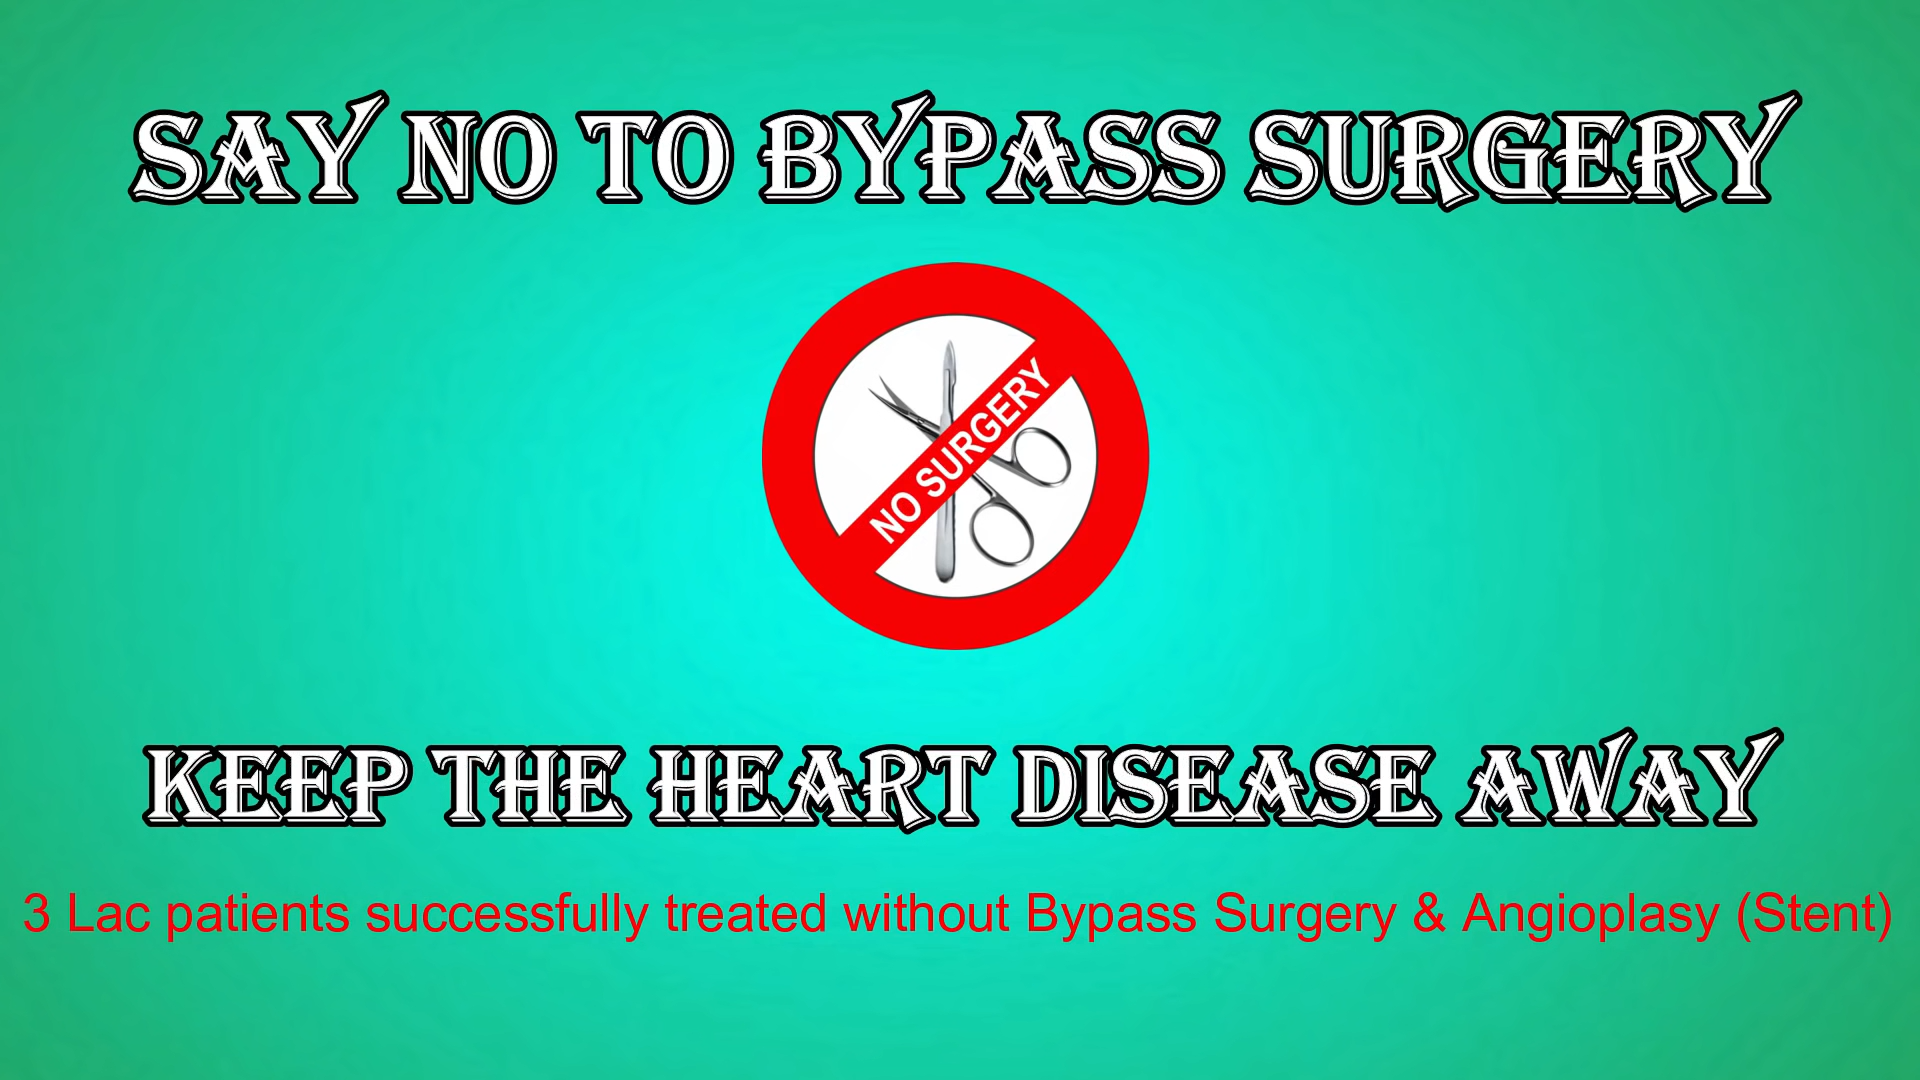 SAY NO TO BYPASS SURGERY
NO SURGERY
KEEP THE HEART DISEASE AWAY
3 Lac patients successfully treated without Bypass Surgery & Angioplasy (Stent)